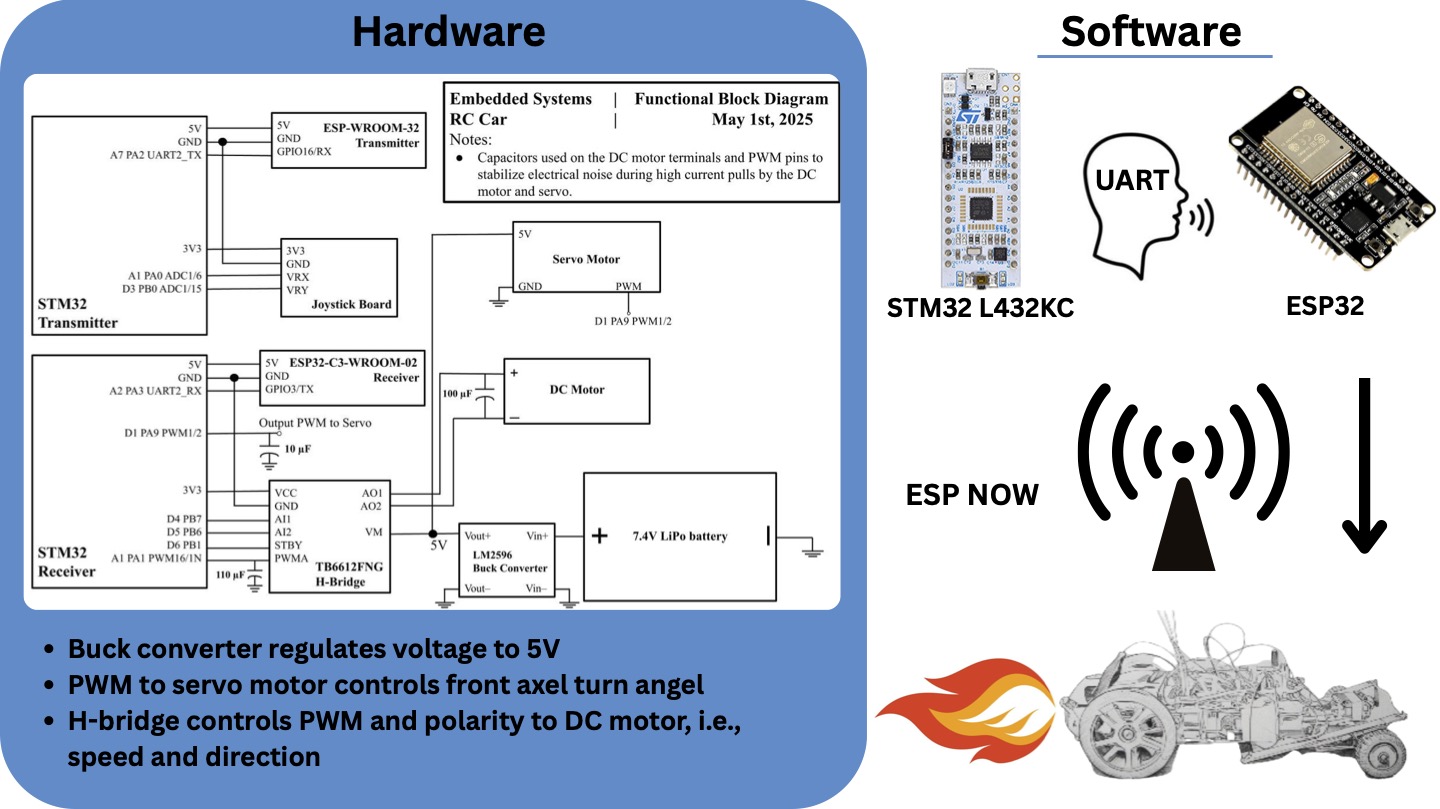 Hardware
Embedded Systems | Functional Block Diagram
RC Car | May 1st, 2025
Notes:
● Capacitors used on the DC motor terminals and PWM pins to
stabilize electrical noise during high current pulls by the DC
motor and servo.
5V
GND
A7 PA2 UART2_TX
5V
GND
GPIO16/RX
ESP-WROOM-32
Transmitter
3V3
A1 PA0 ADC1/6
D3 PB0 ADC1/15
3V3
GND
VRX
VRY
Joystick Board
STM32
Transmitter
5V
Servo Motor
GND
PWM
D1 PA9 PWM1/2
5V
GND
A2 PA3 UART2_RX
5V
GND
GPIO3/TX
ESP32-C3-WROOM-02
Receiver
D1 PA9 PWM1/2
Output PWM to Servo
10 μF
100 μF
+
–
DC Motor
3V3
D4 PB7
D5 PB6
D6 PB1
A1 PA1 PWM16/1N
STM32
Receiver
110 μF
VCC
GND
AI1
AI2
STBY
PWMA
AO1
AO2
VM
TB6612FNG
H-Bridge
5V
Vout+
Vin+
LM2596
Buck Converter
Vout–
Vin–
+
7.4V LiPo battery
–
• Buck converter regulates voltage to 5V
• PWM to servo motor controls front axel turn angel
• H-bridge controls PWM and polarity to DC motor, i.e.,
speed and direction
Software
ST
UART
STM32 L432KC
ESP32
ESP NOW